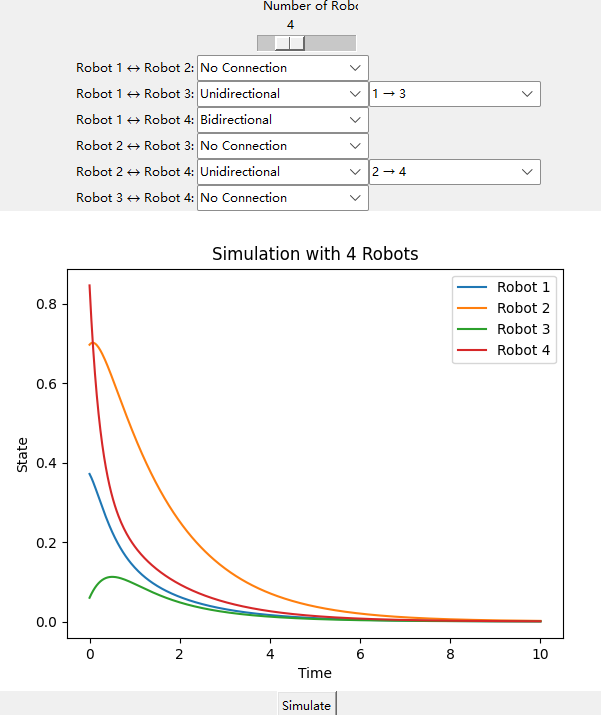 Number of Robo
4
Robot 1 ↔ Robot 2: No Connection
Robot 1 ↔ Robot 3: Unidirectional 1 → 3
Robot 1 ↔ Robot 4: Bidirectional
Robot 2 ↔ Robot 3: No Connection
Robot 2 ↔ Robot 4: Unidirectional 2 → 4
Robot 3 ↔ Robot 4: No Connection
Simulation with 4 Robots
Robot 1
Robot 2
Robot 3
Robot 4
0.8
0.6
0.4
0.2
0.0
State
0 2 4 6 8 10
Time
Simulate